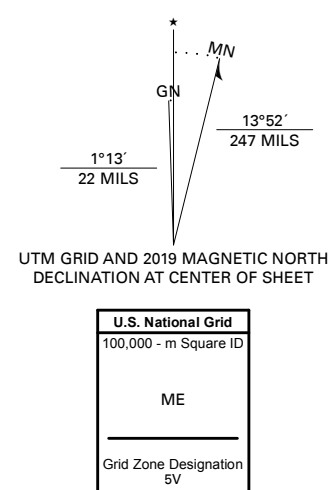 ★
MN
GN
13°52´
247 MILS
1°13´
22 MILS
UTM GRID AND 2019 MAGNETIC NORTH
DECLINATION AT CENTER OF SHEET
U.S. National Grid
100,000 - m Square ID
ME
Grid Zone Designation
5V